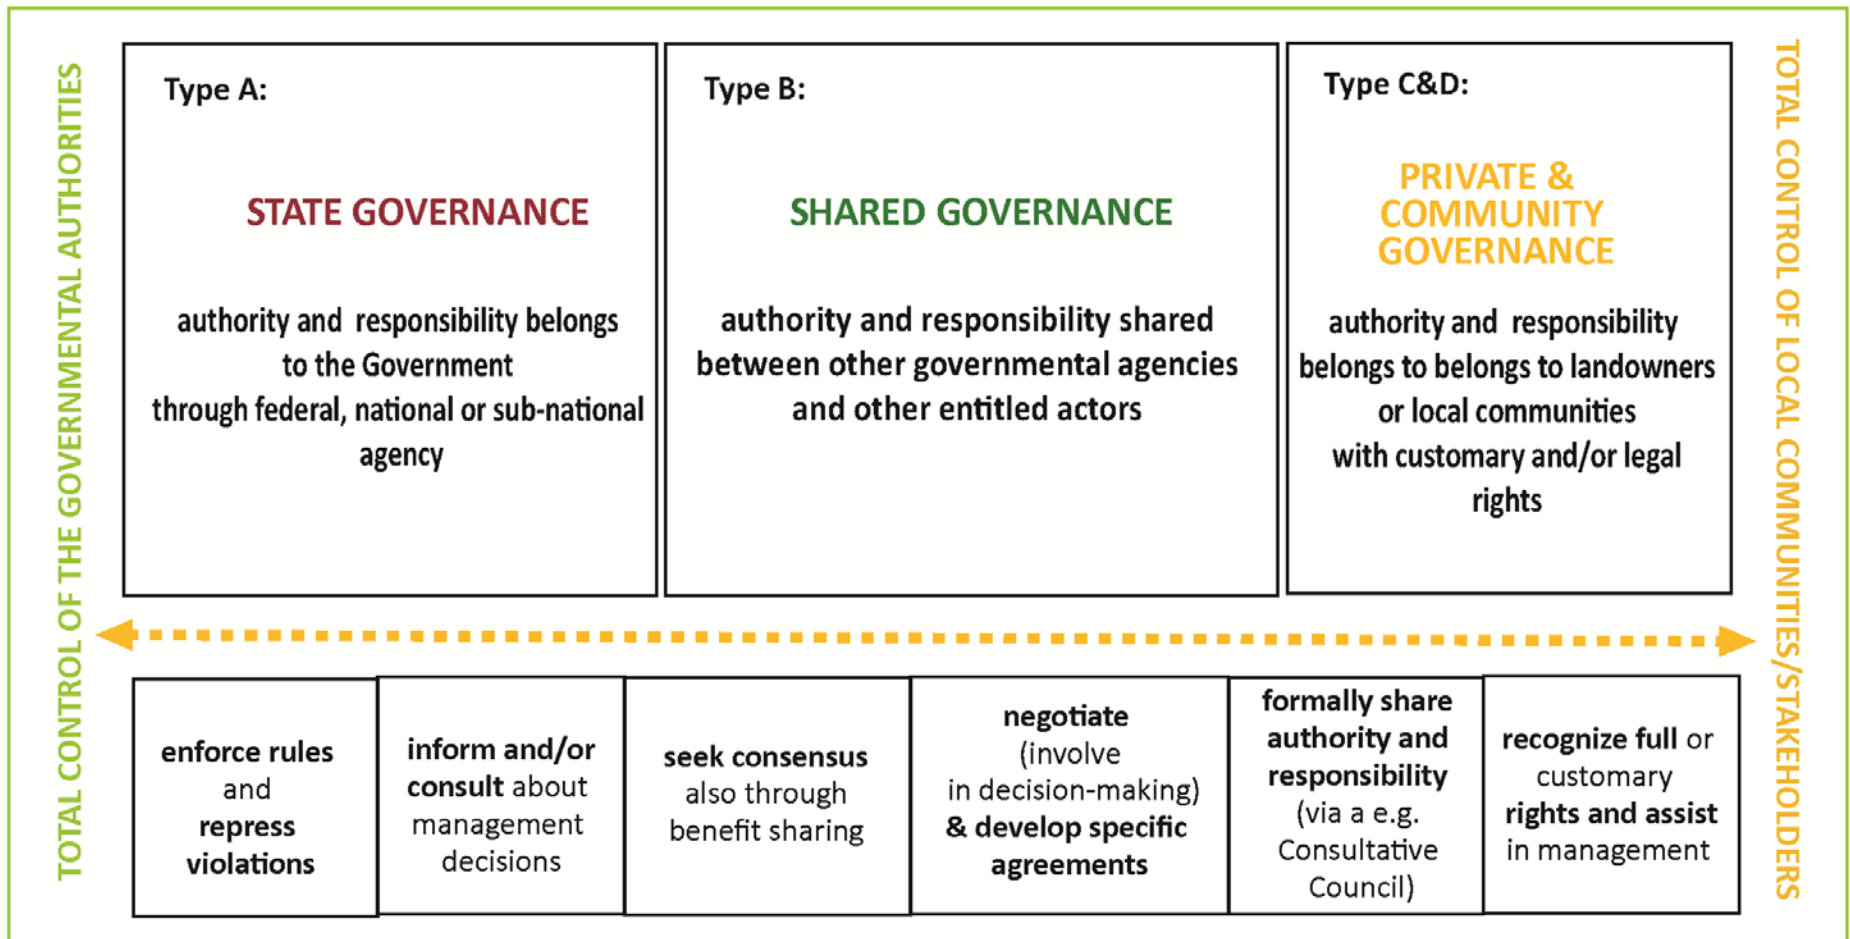 TOTAL CONTROL OF THE GOVERNMENTAL AUTHORITIES
Type A:
STATE GOVERNANCE
authority and responsibility belongs
to the Government
through federal, national or sub-national
agency
Type B:
SHARED GOVERNANCE
authority and responsibility shared
between other governmental agencies
and other entitled actors
Type C&D:
PRIVATE &
COMMUNITY
GOVERNANCE
authority and responsibility
belongs to belongs to landowners
or local communities
with customary and/or legal
rights
TOTAL CONTROL OF LOCAL COMMUNITIES/STAKEHOLDERS
enforce rules
and
repress
violations
inform and/or
consult about
management
decisions
seek consensus
also through
benefit sharing
negotiate
(involve
in decision-making)
& develop specific
agreements
formally share
authority and
responsibility
(via a e.g.
Consultative
Council)
recognize full or
customary
rights and assist
in management